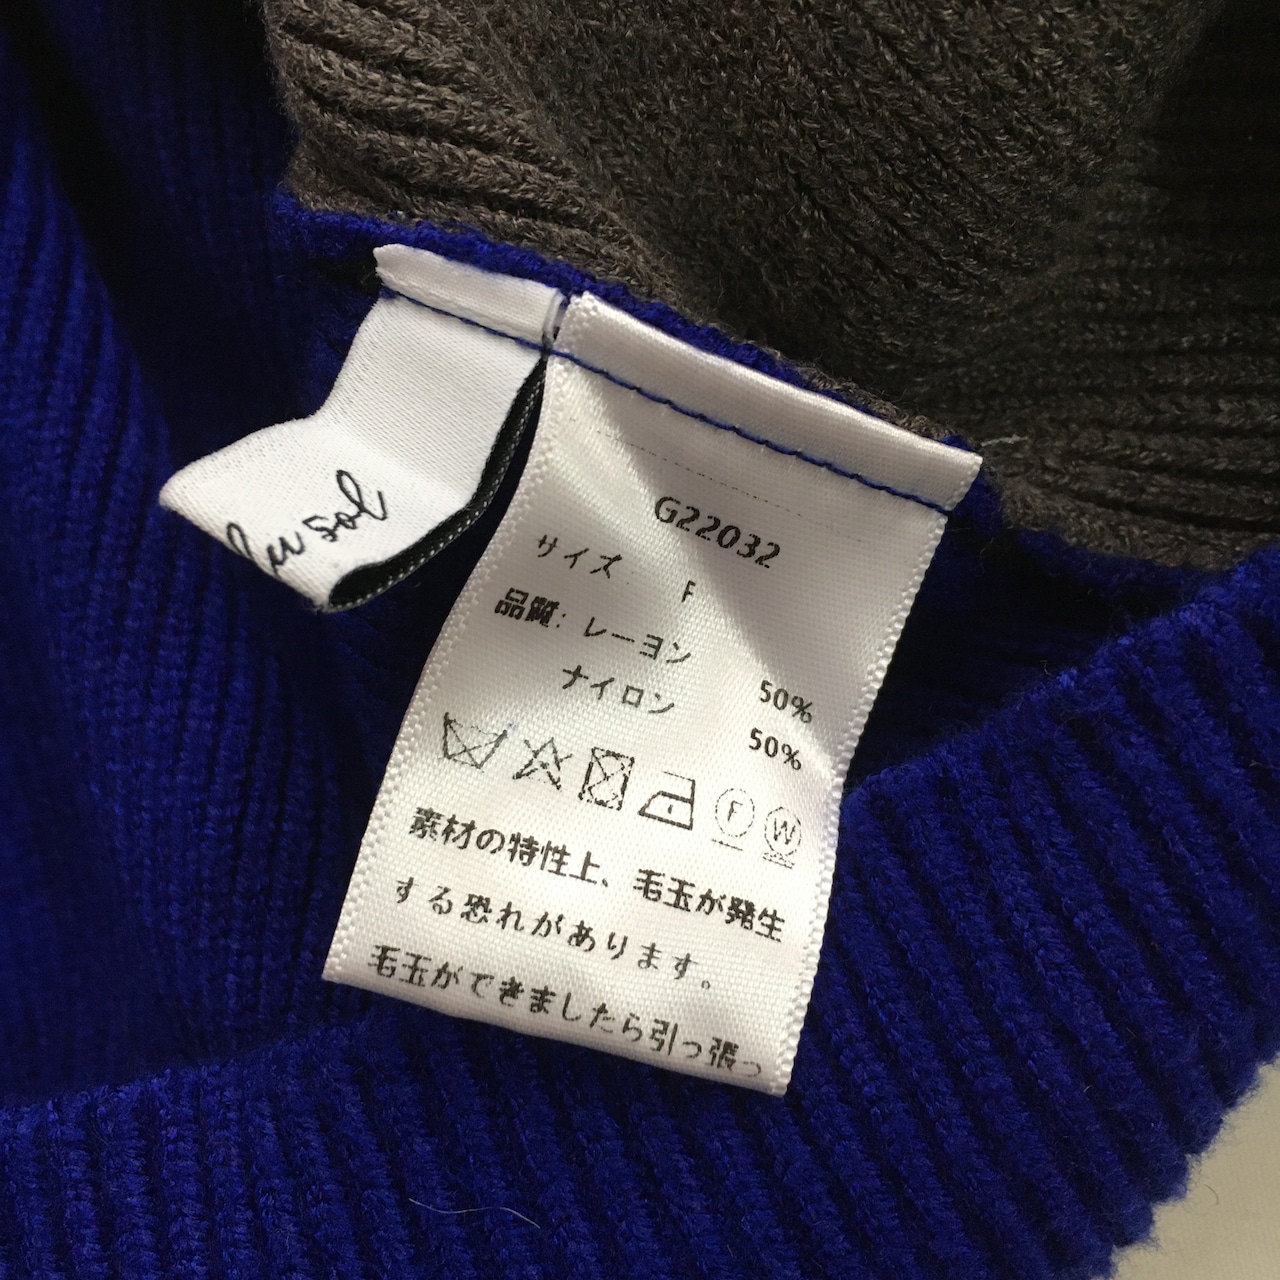 G22032
サイズ F
品質: レーヨン 50%
ナイロン 50%
F W
素材の特性上、毛玉が発生
する恐れがあります。
毛玉ができましたら引っ張っ
sol